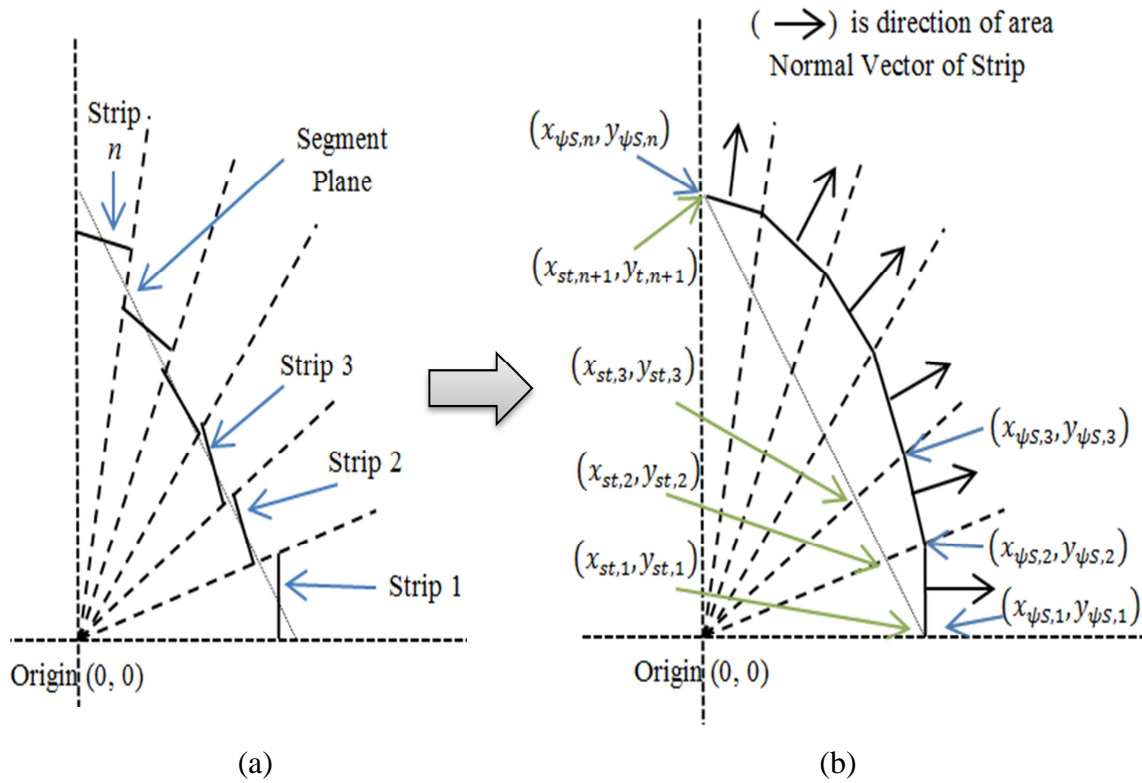 Strip
n
Segment
Plane
Strip 3
Strip 2
Strip 1
Origin (0, 0)
(a)
( → ) is direction of area
Normal Vector of Strip
(x_{ψS,n}, y_{ψS,n})
(x_{st,n+1}, y_{t,n+1})
(x_{st,3}, y_{st,3})
(x_{st,2}, y_{st,2})
(x_{st,1}, y_{st,1})
(x_{ψS,3}, y_{ψS,3})
(x_{ψS,2}, y_{ψS,2})
(x_{ψS,1}, y_{ψS,1})
Origin (0, 0)
(b)